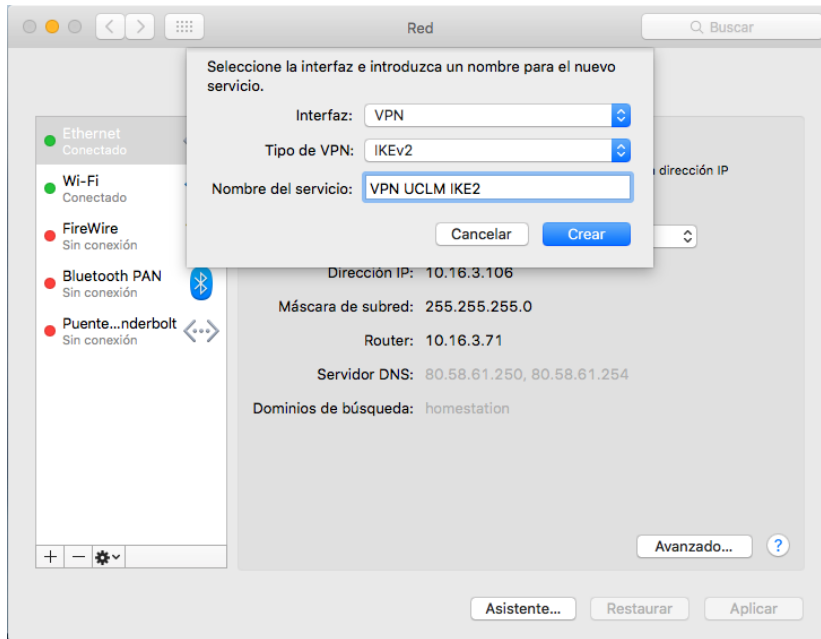 Red
Buscar
Seleccione la interfaz e introduzca un nombre para el nuevo
servicio.
Interfaz: VPN
Tipo de VPN: IKEv2
Nombre del servicio: VPN UCLM IKE2
Cancelar Crear
Ethernet
Conectado
Wi-Fi
Conectado
FireWire
Sin conexión
Bluetooth PAN
Sin conexión
Puente...nderbolt
Sin conexión
dirección IP
Dirección IP: 10.16.3.106
Máscara de subred: 255.255.255.0
Router: 10.16.3.71
Servidor DNS: 80.58.61.250, 80.58.61.254
Dominios de búsqueda: homestation
Avanzado... ?
Asistente... Restaurar Aplicar